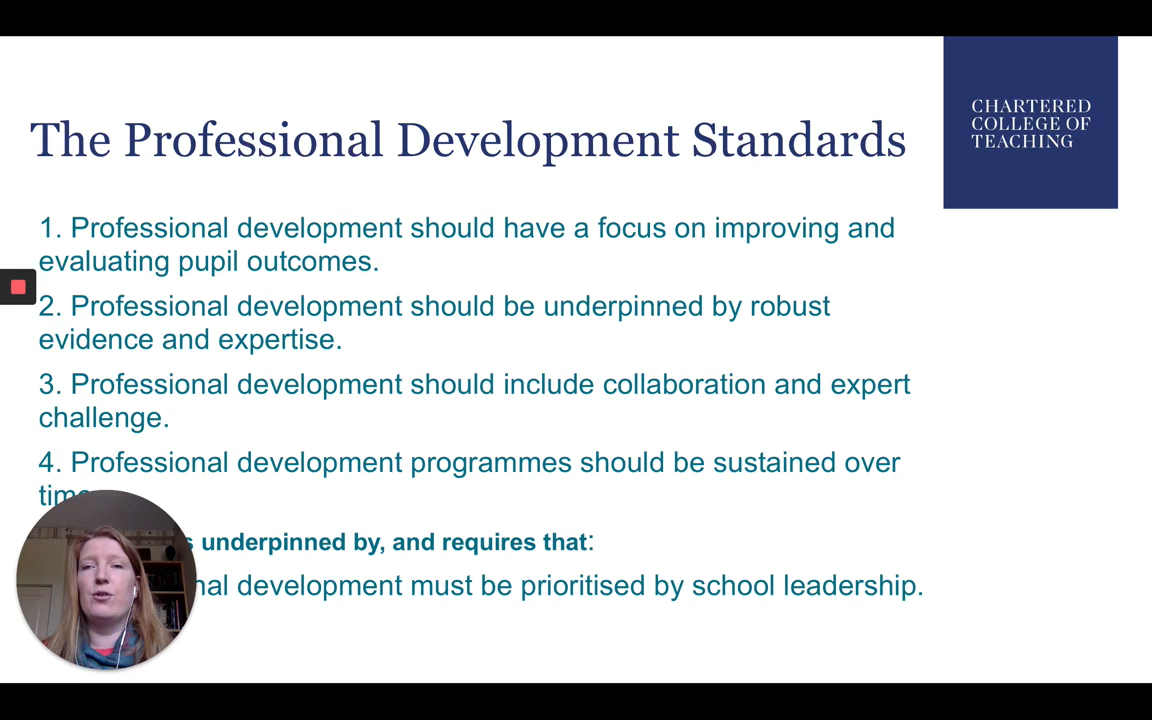 CHARTERED
COLLEGE OF
TEACHING
The Professional Development Standards
1. Professional development should have a focus on improving and
evaluating pupil outcomes.
2. Professional development should be underpinned by robust
evidence and expertise.
3. Professional development should include collaboration and expert
challenge.
4. Professional development programmes should be sustained over
underpinned by, and requires that:
development must be prioritised by school leadership.